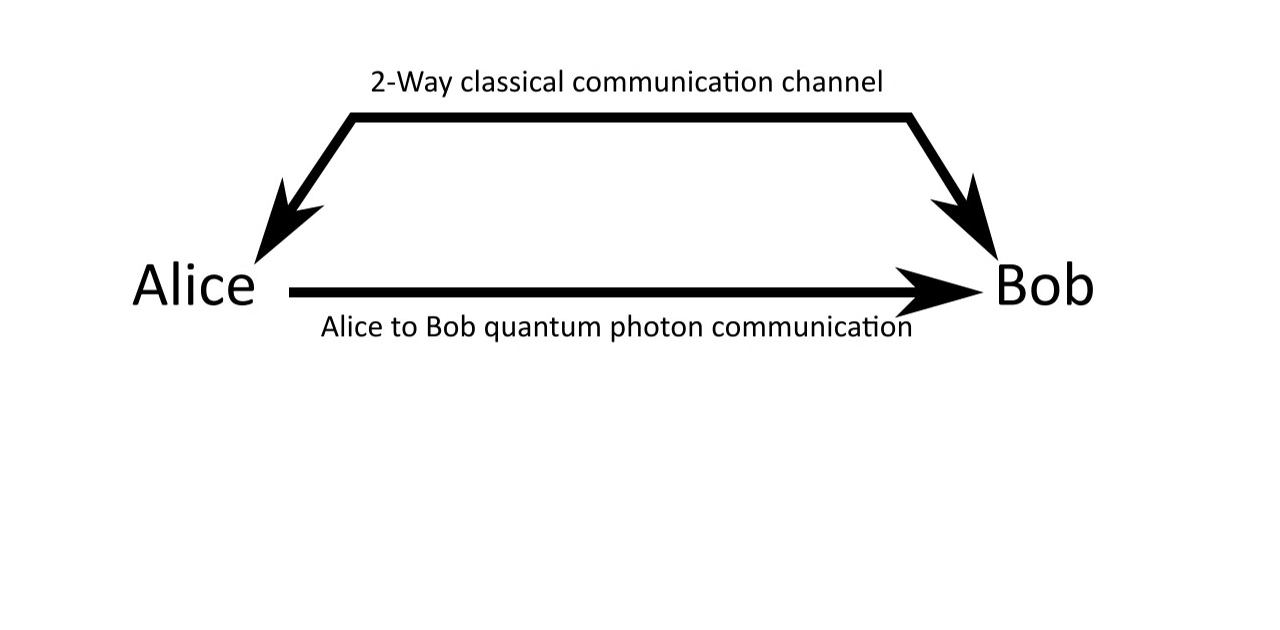 2-Way classical communication channel
Alice
Bob
Alice to Bob quantum photon communication